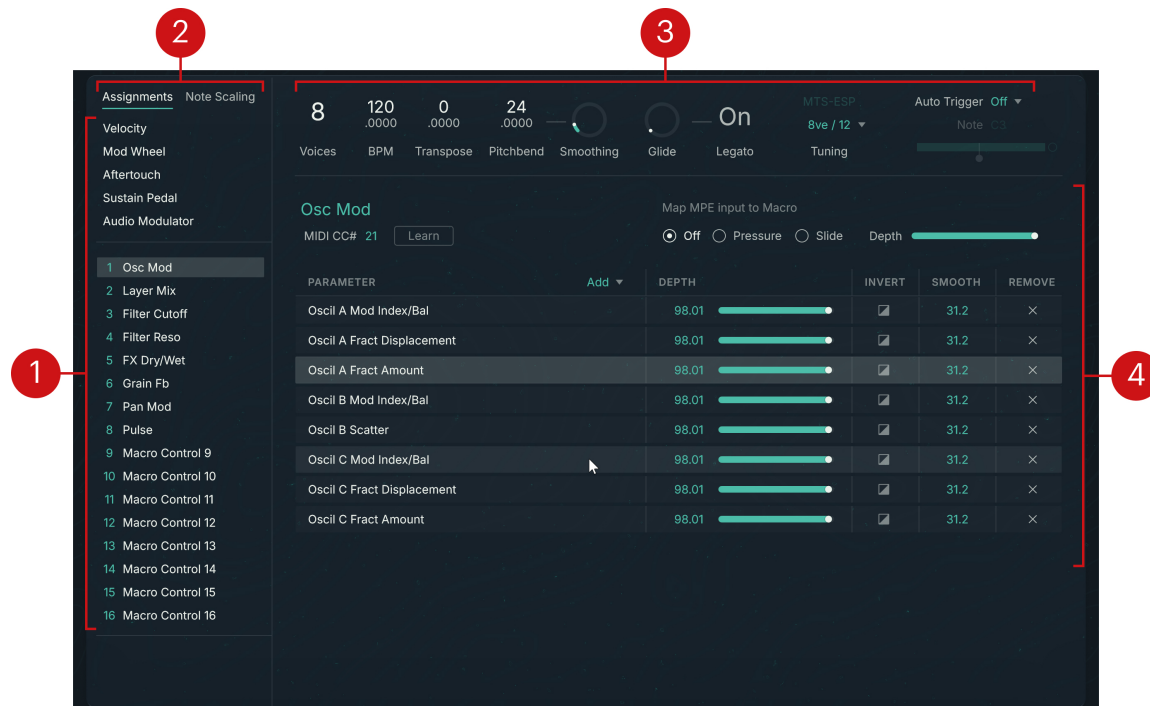 2
3
Assignments Note Scaling
8 120 0 24 On MTS-ESP Auto Trigger Off
.0000 .0000 .0000 8ve / 12 Note C3
Voices BPM Transpose Pitchbend Smoothing Glide Legato Tuning
Velocity
Mod Wheel
Aftertouch
Sustain Pedal
Audio Modulator
1 Osc Mod
2 Layer Mix
3 Filter Cutoff
4 Filter Reso
5 FX Dry/Wet
6 Grain Fb
7 Pan Mod
8 Pulse
9 Macro Control 9
10 Macro Control 10
11 Macro Control 11
12 Macro Control 12
13 Macro Control 13
14 Macro Control 14
15 Macro Control 15
16 Macro Control 16
1
Osc Mod Map MPE input to Macro
MIDI CC# 21 Learn Off Pressure Slide Depth
PARAMETER Add DEPTH INVERT SMOOTH REMOVE
Oscil A Mod Index/Bal 98.01 31.2
Oscil A Fract Displacement 98.01 31.2
Oscil A Fract Amount 98.01 31.2
Oscil B Mod Index/Bal 98.01 31.2
Oscil B Scatter 98.01 31.2
Oscil C Mod Index/Bal 98.01 31.2
Oscil C Fract Displacement 98.01 31.2
Oscil C Fract Amount 98.01 31.2
4